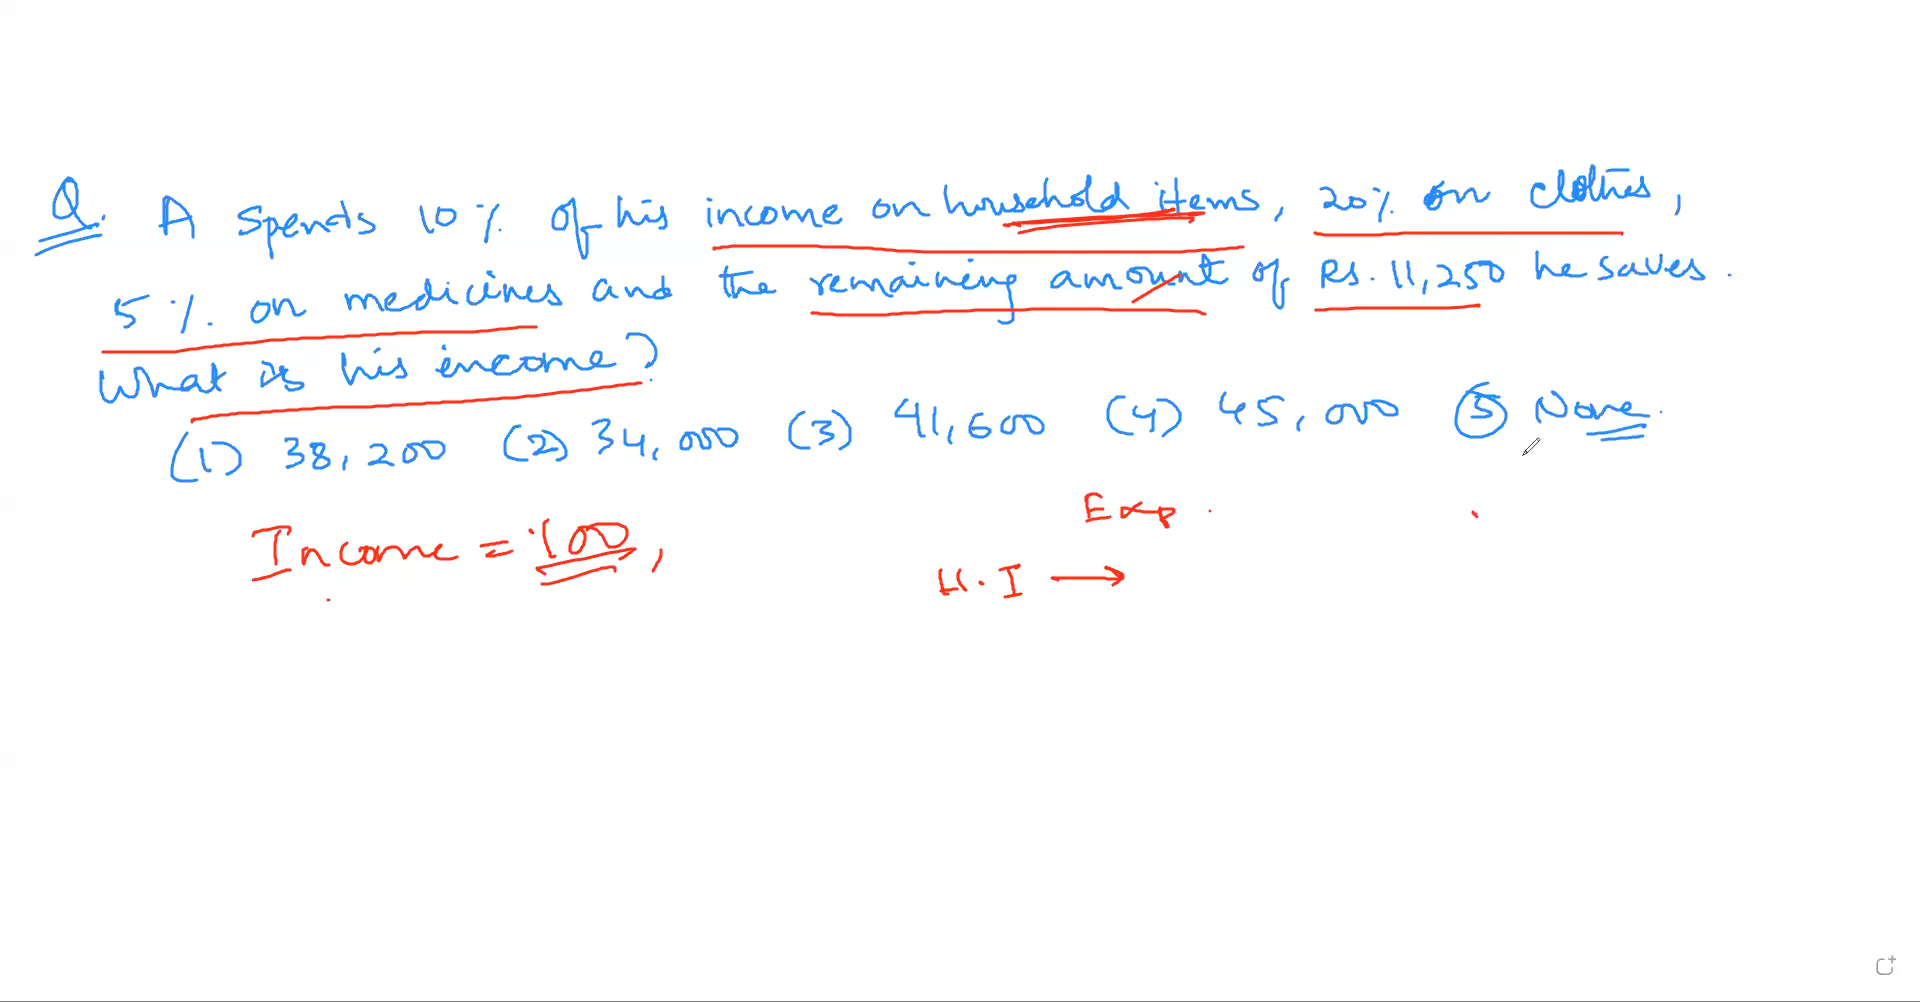 Q. A spends 10% of his income on household items, 20% on clothes,
5% on medicines and the remaining amount of Rs. 11,250 he saves.
What is his income?
(1) 38,200 (2) 34,000 (3) 41,600 (4) 45,000 (5) None.
Income = 100,
Exp.
H.I →